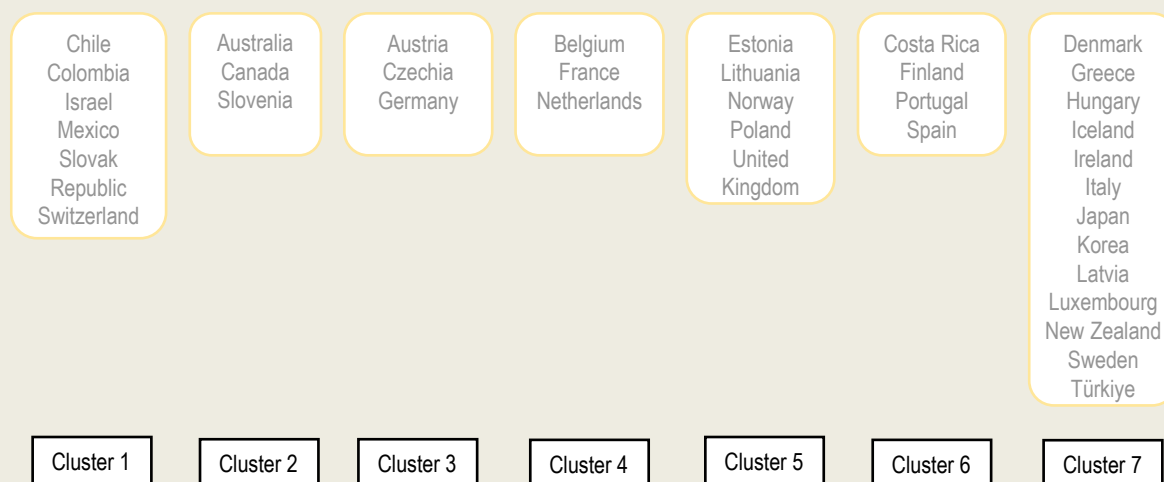 Chile
Colombia
Israel
Mexico
Slovak
Republic
Switzerland
Australia
Canada
Slovenia
Austria
Czechia
Germany
Belgium
France
Netherlands
Estonia
Lithuania
Norway
Poland
United
Kingdom
Costa Rica
Finland
Portugal
Spain
Denmark
Greece
Hungary
Iceland
Ireland
Italy
Japan
Korea
Latvia
Luxembourg
New Zealand
Sweden
Türkiye
Cluster 1
Cluster 2
Cluster 3
Cluster 4
Cluster 5
Cluster 6
Cluster 7